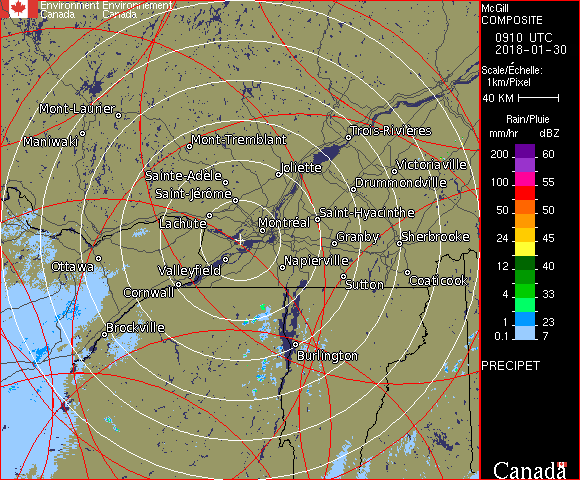 Environment Environnement
Canada Canada
McGill
COMPOSITE
0910 UTC
2018-01-30
Scale/Échelle:
1km/Pixel
40 KM
Rain/Pluie
mm/hr dBZ
200 60
100 55
50 50
24 45
12 40
4 33
1 23
0.1 7
PRECIPET
Canada
Mont-Laurier
Maniwaki
Mont-Tremblant
Trois-Rivières
Sainte-Adèle
Joliette
Victoriaville
Saint-Jérôme
Drummondville
Lachute
Montréal
Saint-Hyacinthe
Granby
Sherbrooke
Ottawa
Valleyfield
Napierville
Cornwall
Sutton
Coaticook
Brockville
Burlington